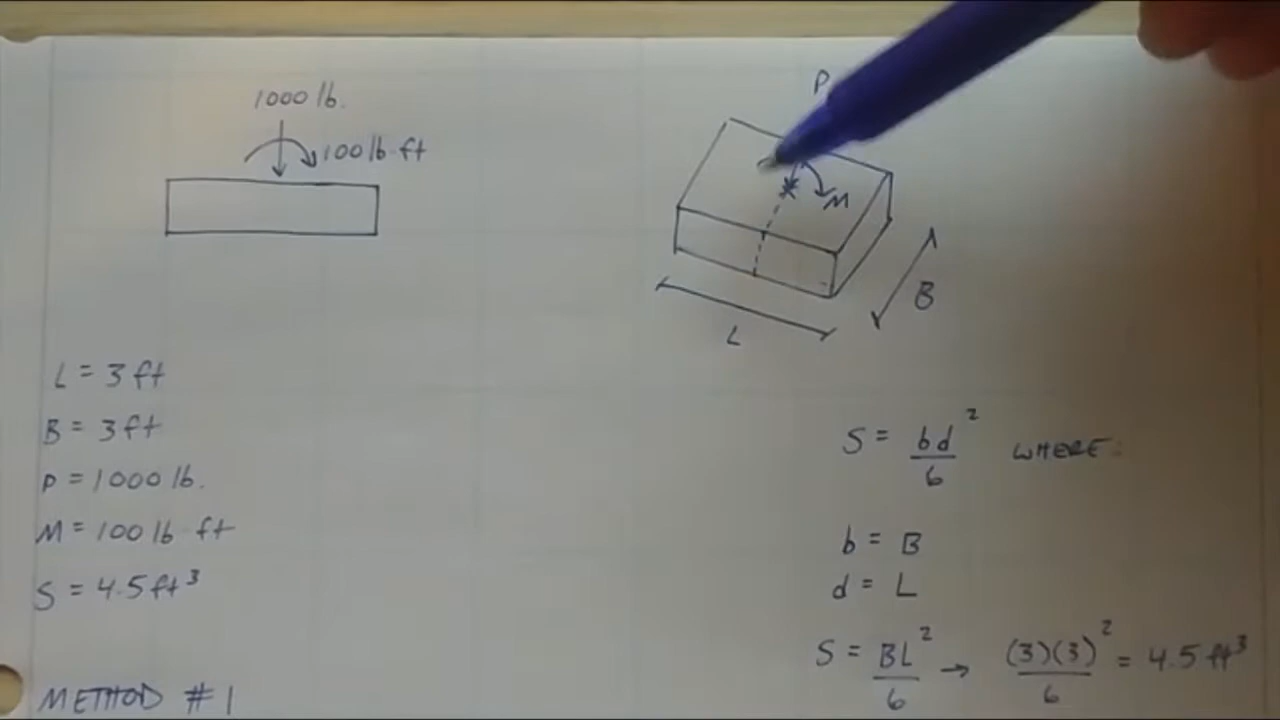 1000 lb.
100 lb·ft
P
M
B
L
L = 3 ft
B = 3 ft
P = 1000 lb.
M = 100 lb·ft
S = 4.5 ft³
S = bd²/6 WHERE:
b = B
d = L
S = BL²/6 → (3)(3)²/6 = 4.5 ft³
METHOD #1